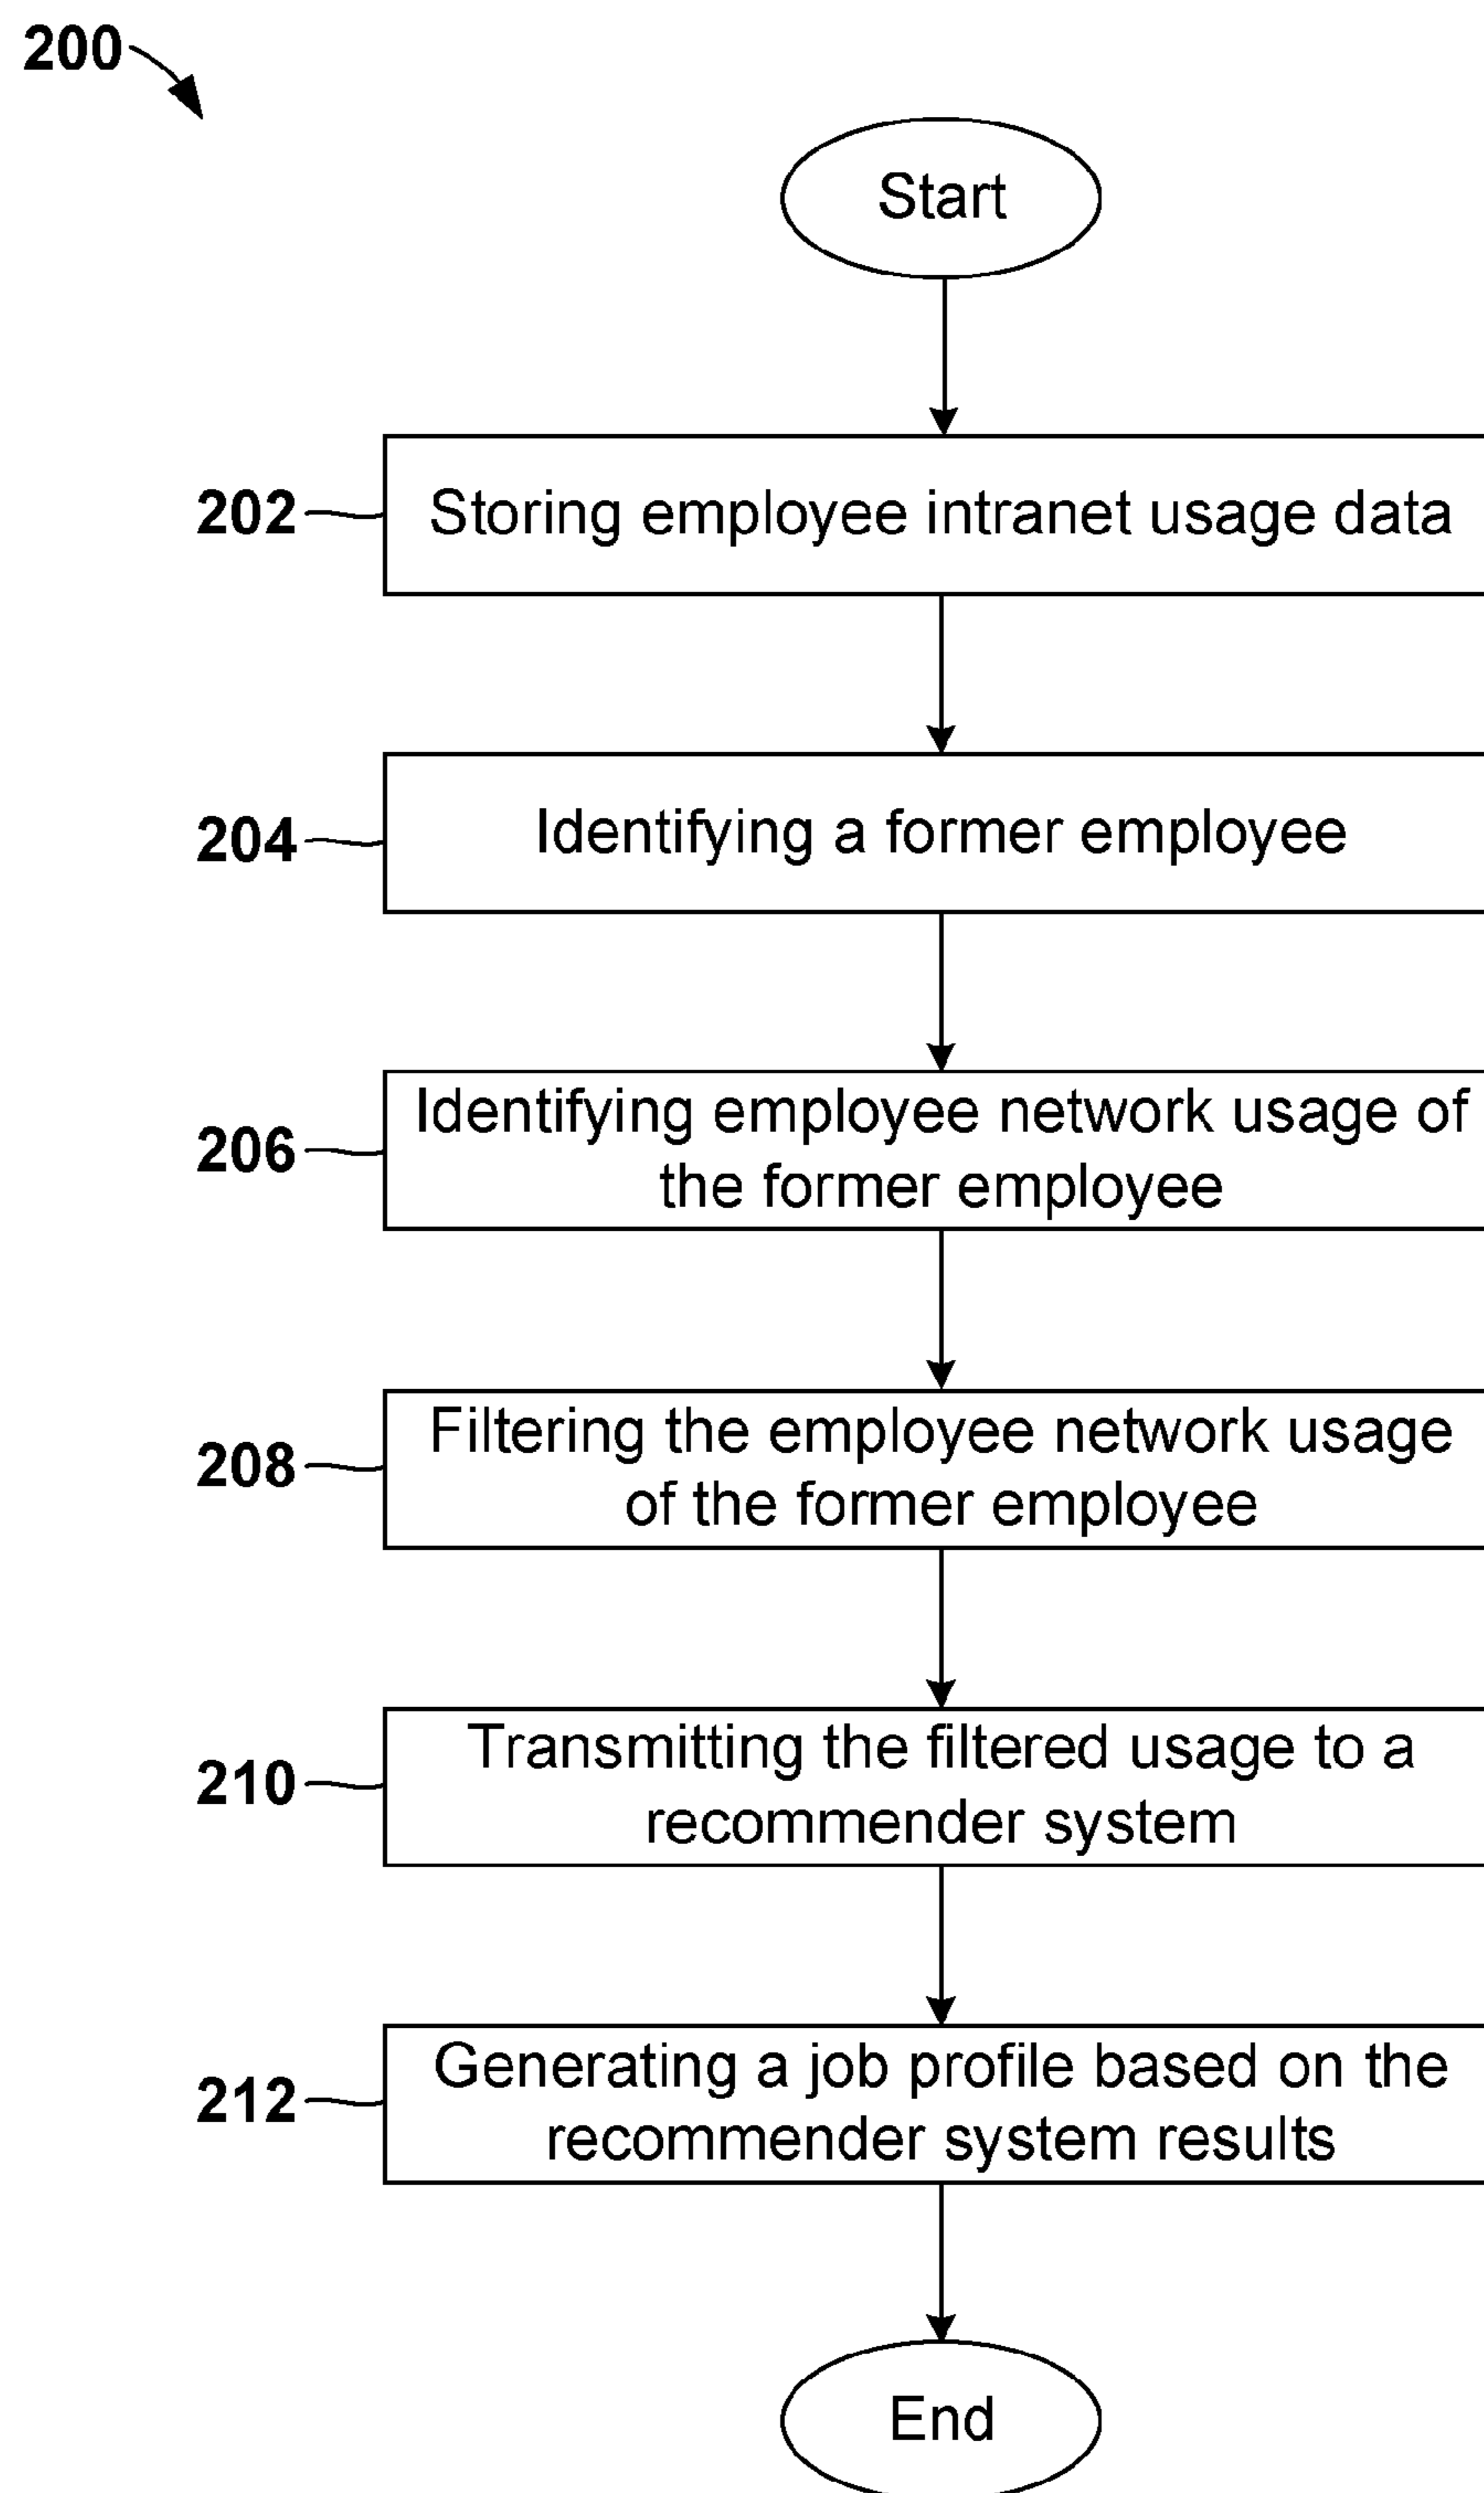 200
Start
202
Storing employee intranet usage data
204
Identifying a former employee
206
Identifying employee network usage of
the former employee
208
Filtering the employee network usage
of the former employee
210
Transmitting the filtered usage to a
recommender system
212
Generating a job profile based on the
recommender system results
End